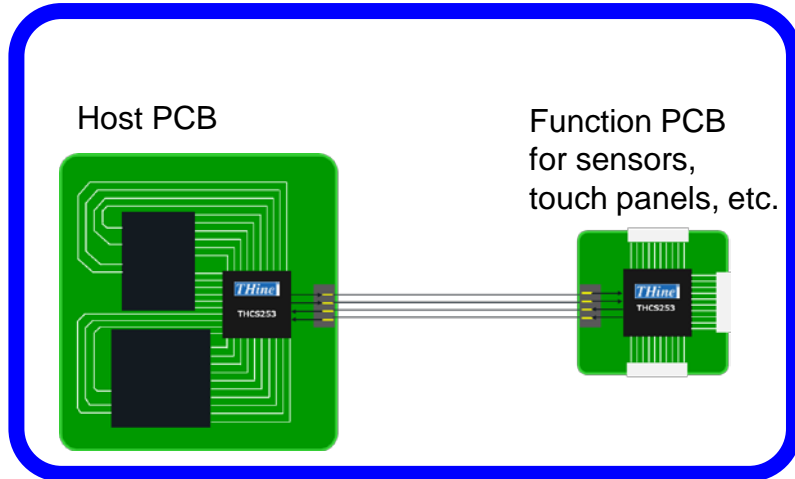 Host PCB
Function PCB
for sensors,
touch panels, etc.
THine
THCS253
THine
THCS253